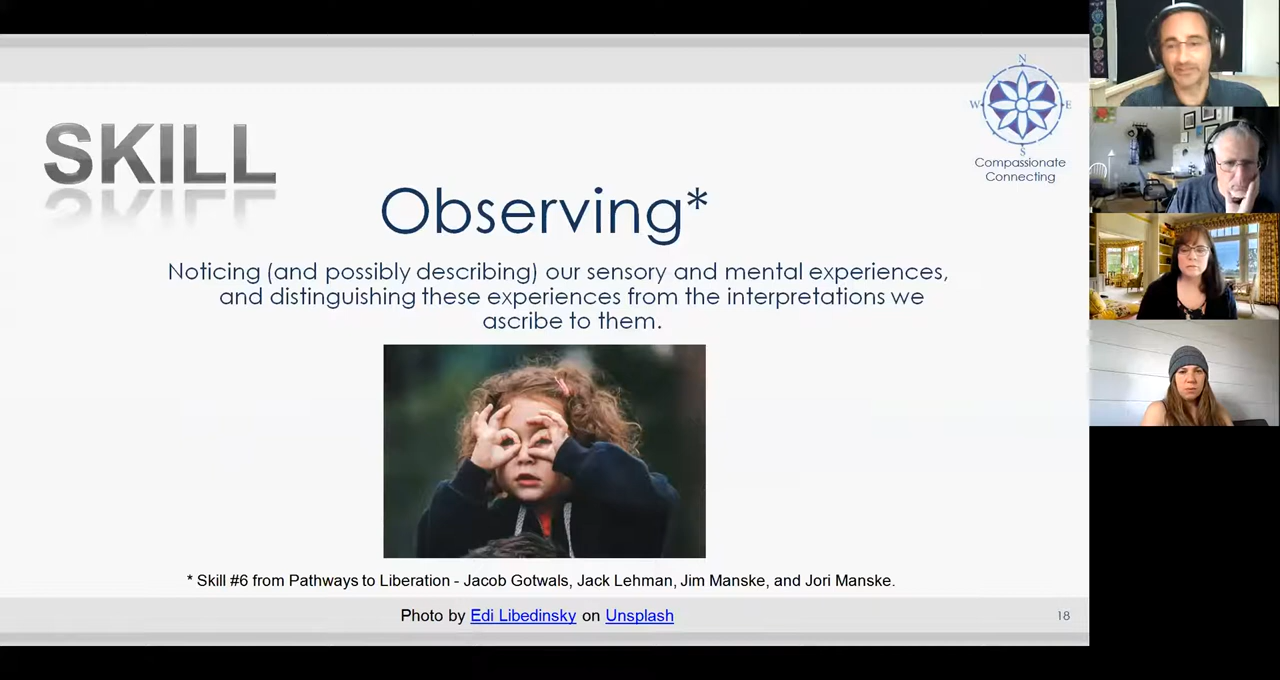 SKILL
N
W
E
S
Compassionate
Connecting
Observing*
Noticing (and possibly describing) our sensory and mental experiences,
and distinguishing these experiences from the interpretations we
ascribe to them.
* Skill #6 from Pathways to Liberation - Jacob Gotwals, Jack Lehman, Jim Manske, and Jori Manske.
Photo by Edi Libedinsky on Unsplash
18